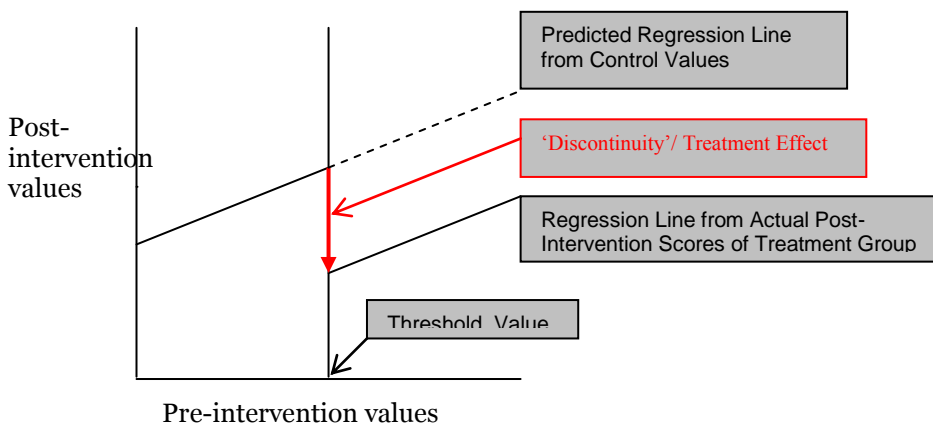 Predicted Regression Line
from Control Values
Post-
intervention
values
‘Discontinuity’/ Treatment Effect
Regression Line from Actual Post-
Intervention Scores of Treatment Group
Threshold Value
Pre-intervention values